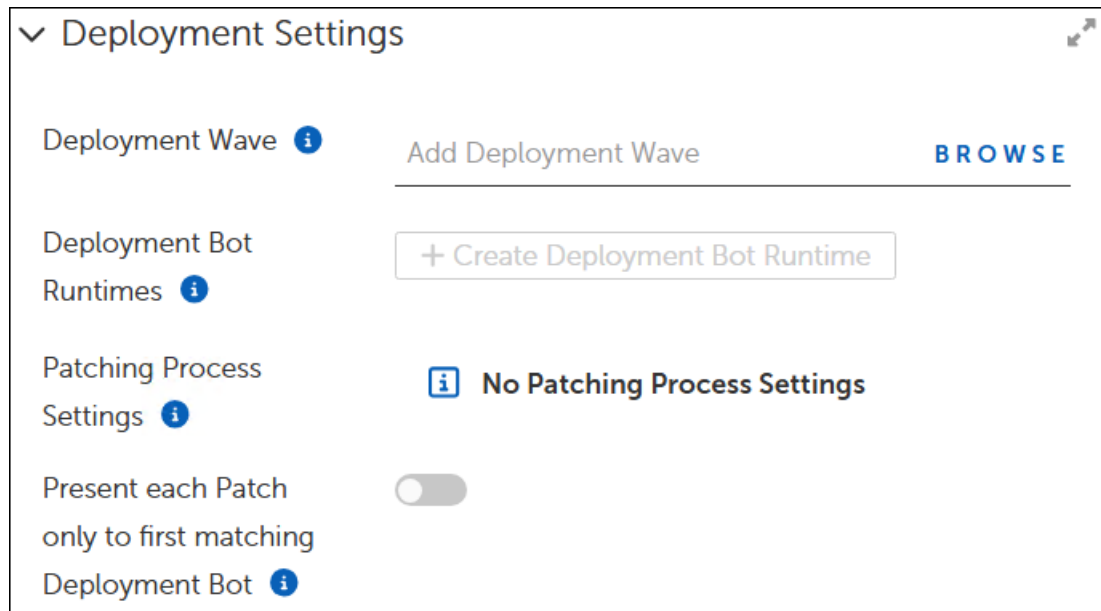 Deployment Settings
Deployment Wave
Add Deployment Wave
BROWSE
Deployment Bot
Runtimes
+ Create Deployment Bot Runtime
Patching Process
Settings
No Patching Process Settings
Present each Patch
only to first matching
Deployment Bot